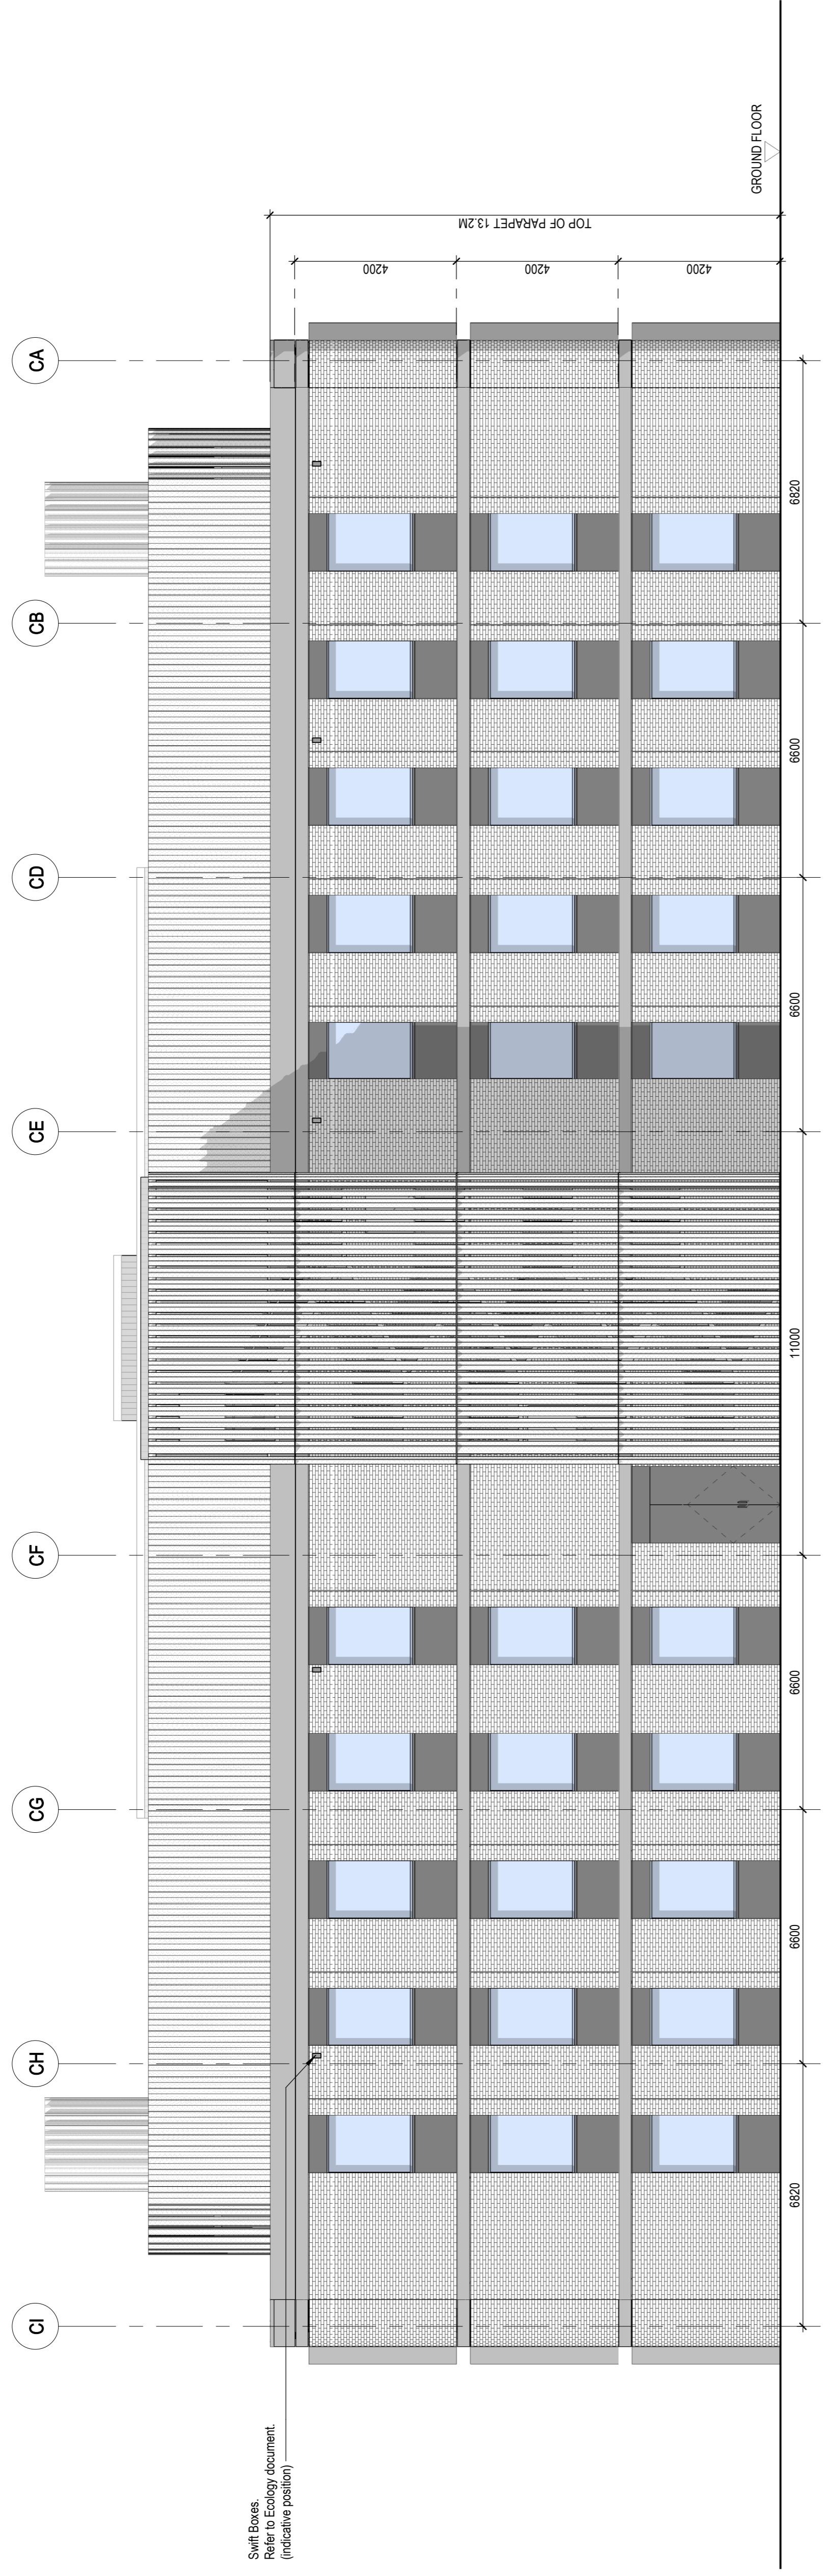 CI
CH
CG
CF
CE
CD
CB
CA
Swift Boxes.
Refer to Ecology document.
(indicative position)
TOP OF PARAPET 13.2M
4200
4200
4200
GROUND FLOOR
6820
6600
6600
11000
6600
6600
6820